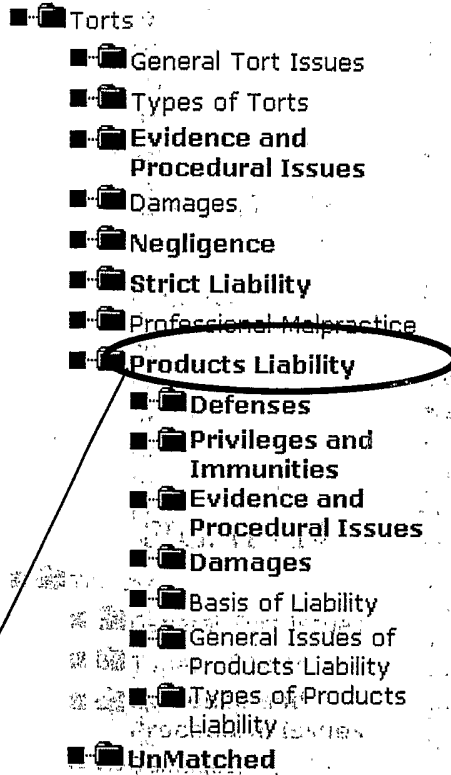 Torts
General Tort Issues
Types of Torts
Evidence and
Procedural Issues
Damages
Negligence
Strict Liability
Professional Malpractice
Products Liability
Defenses
Privileges and
Immunities
Evidence and
Procedural Issues
Damages
Basis of Liability
General Issues of
Products Liability
Types of Products
Liability
UnMatched